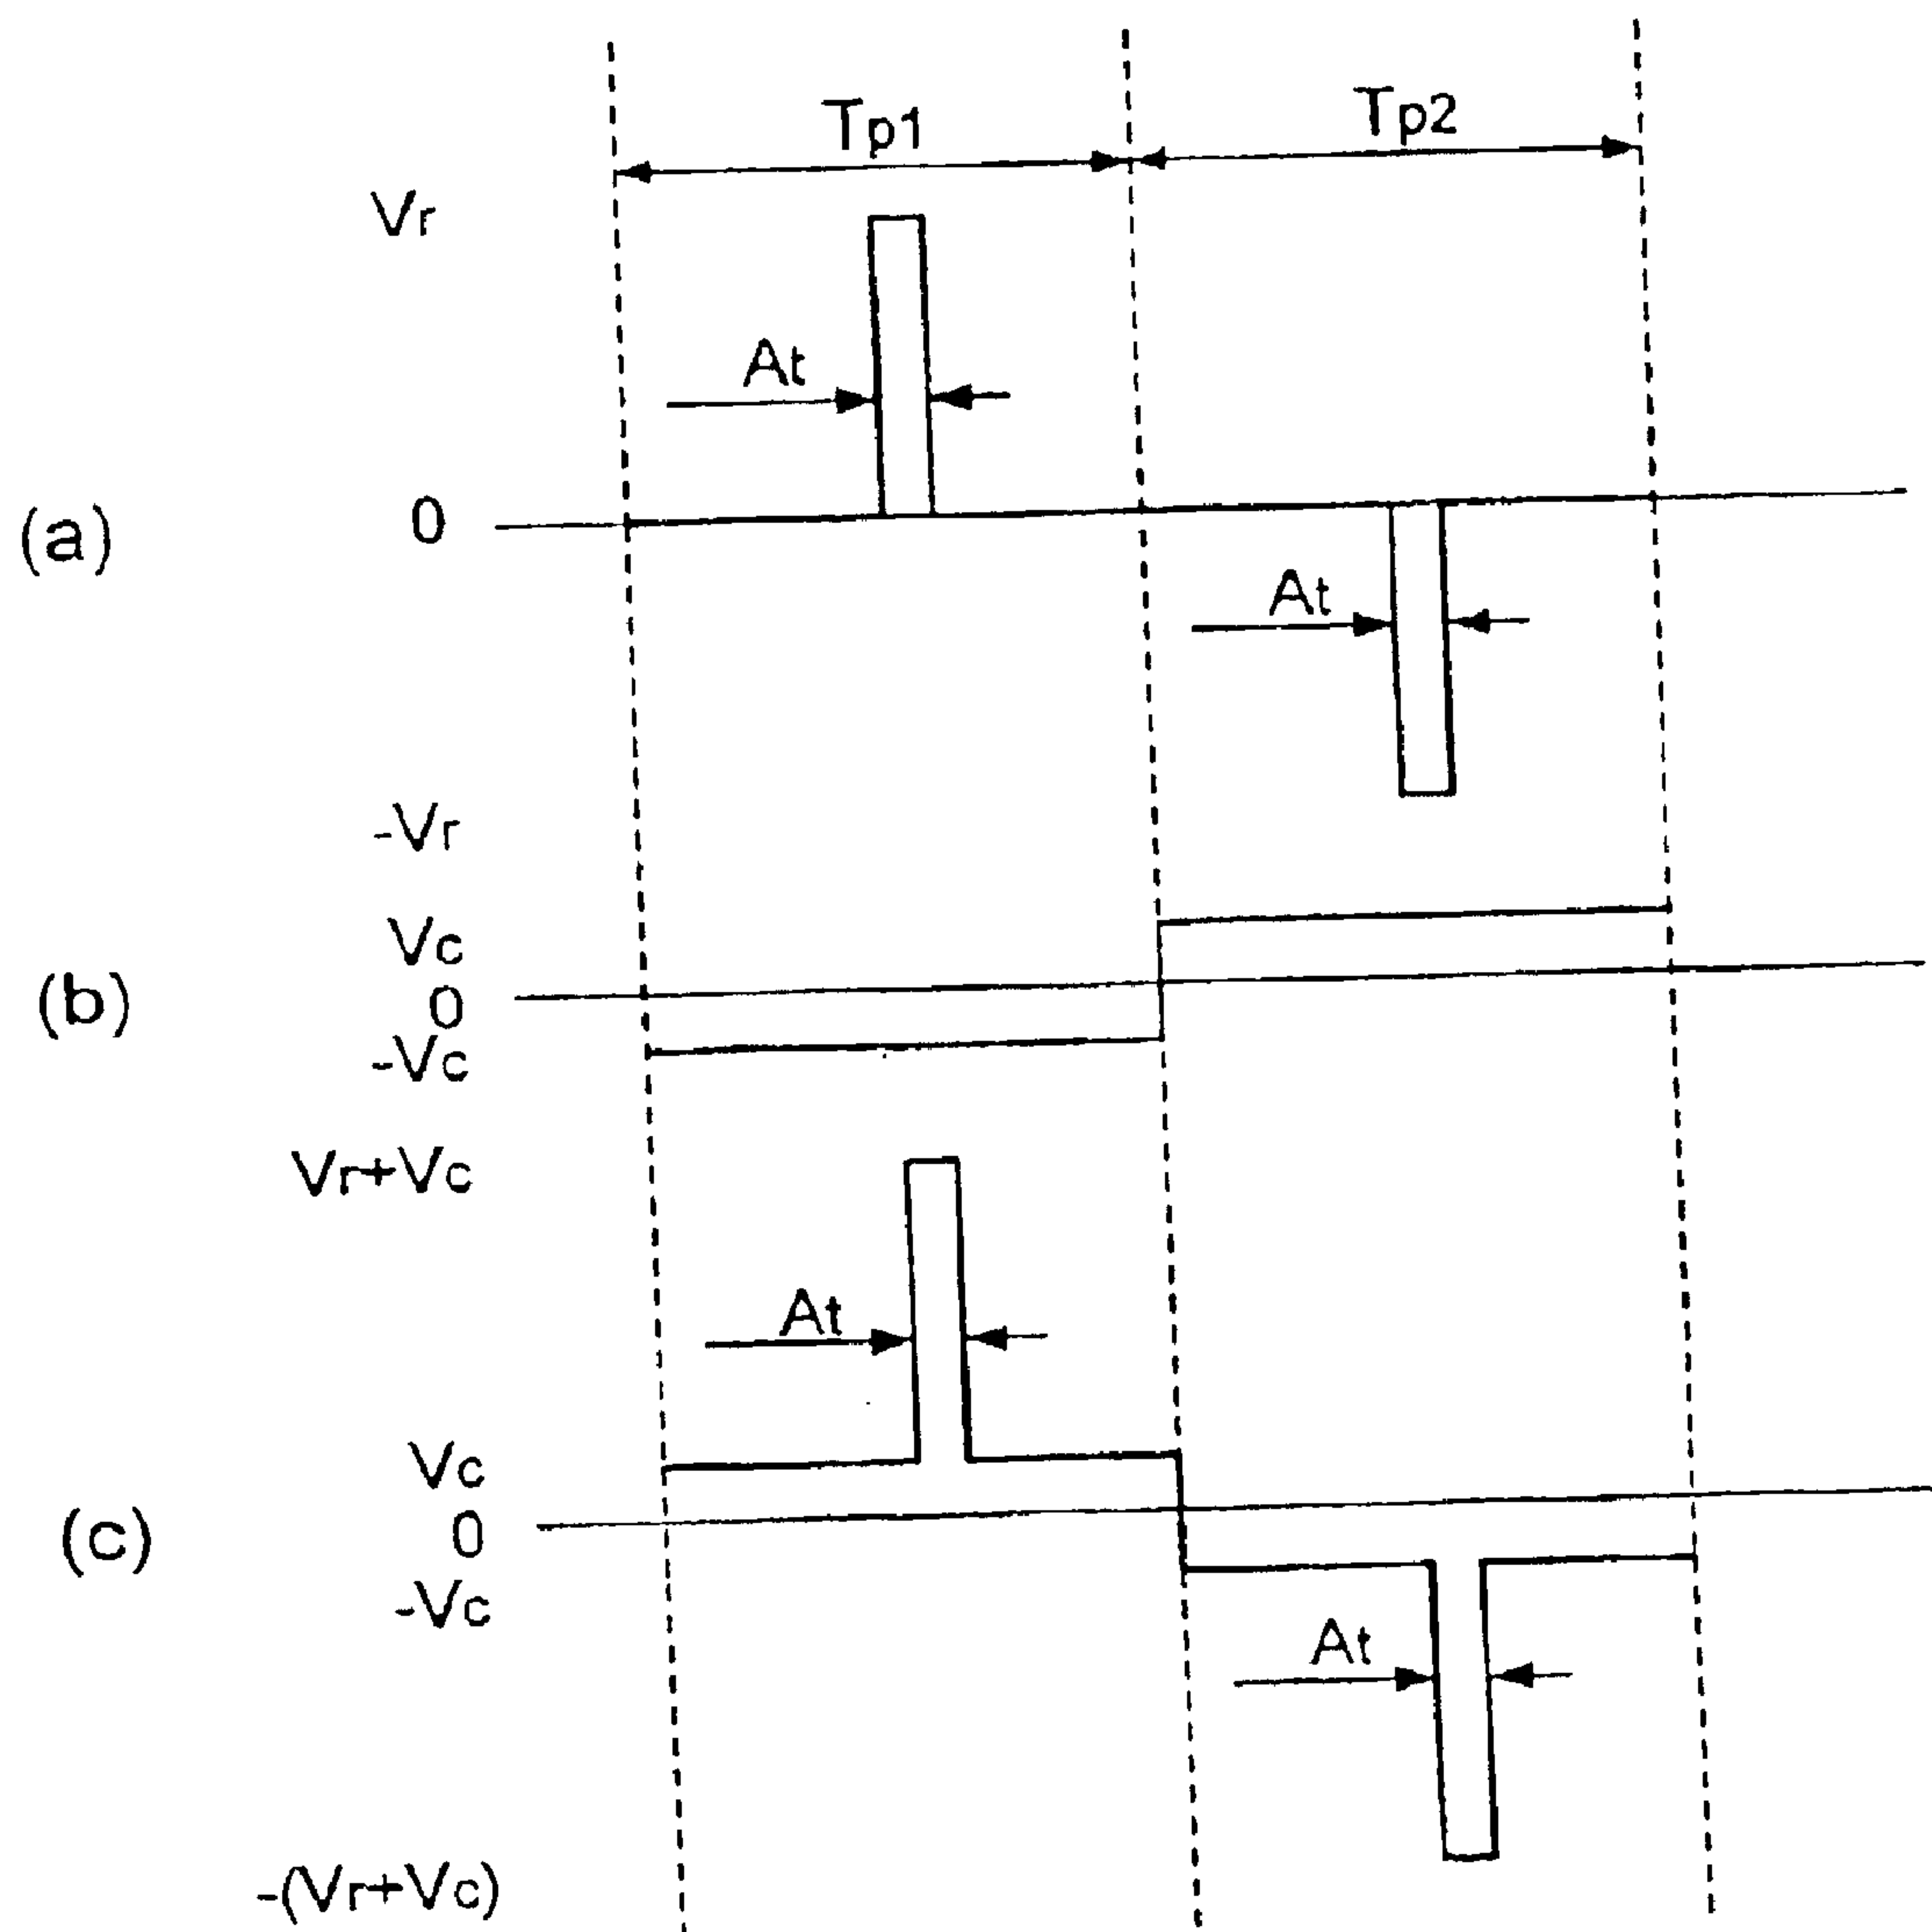 Tp1
Tp2
Vr
At
(a)
0
At
-Vr
Vc
(b)
0
-Vc
Vr+Vc
At
Vc
(c)
0
-Vc
At
-(Vr+Vc)